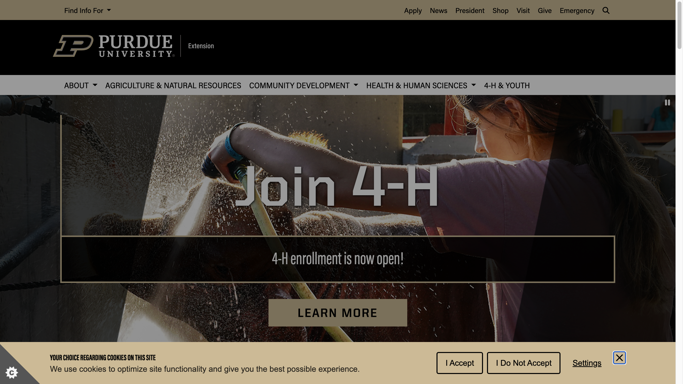 Find Info For
Apply News President Shop Visit Give Emergency
PURDUE UNIVERSITY. Extension
ABOUT AGRICULTURE & NATURAL RESOURCES COMMUNITY DEVELOPMENT HEALTH & HUMAN SCIENCES 4-H & YOUTH
Join 4-H
4-H enrollment is now open!
LEARN MORE
YOUR CHOICE REGARDING COOKIES ON THIS SITE
We use cookies to optimize site functionality and give you the best possible experience.
I Accept
I Do Not Accept
Settings